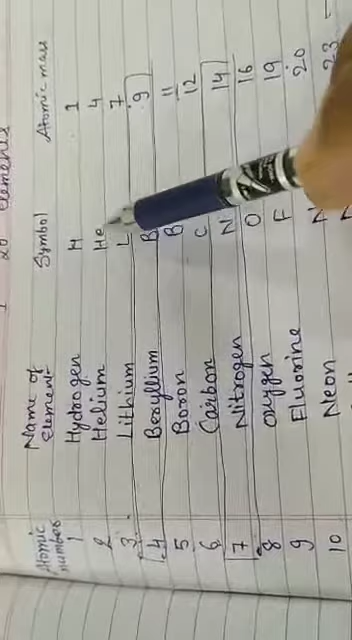 20 elements
Atomic number Name of element Symbol Atomic mass
1 Hydrogen H 1
2 Helium He 4
3 Lithium L 7
4 Beryllium B 9
5 Boron B 11
6 Carbon C 12
7 Nitrogen N 14
8 Oxygen O 16
9 Fluorine F 19
10 Neon N 20
23